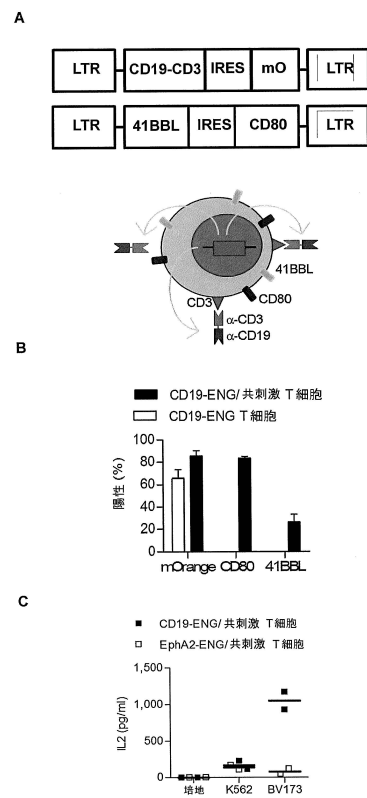 A
LTR CD19-CD3 IRES mO LTR
LTR 41BBL IRES CD80 LTR
41BBL
CD3
CD80
α-CD3
α-CD19
B
CD19-ENG/共刺激 T細胞
CD19-ENG T細胞
陽性 (%)
100
80
60
40
20
0
mOrange CD80 41BBL
C
CD19-ENG/共刺激 T細胞
EphA2-ENG/共刺激 T細胞
IL2 (pg/ml)
1,500
1,000
500
0
培地 K562 BV173